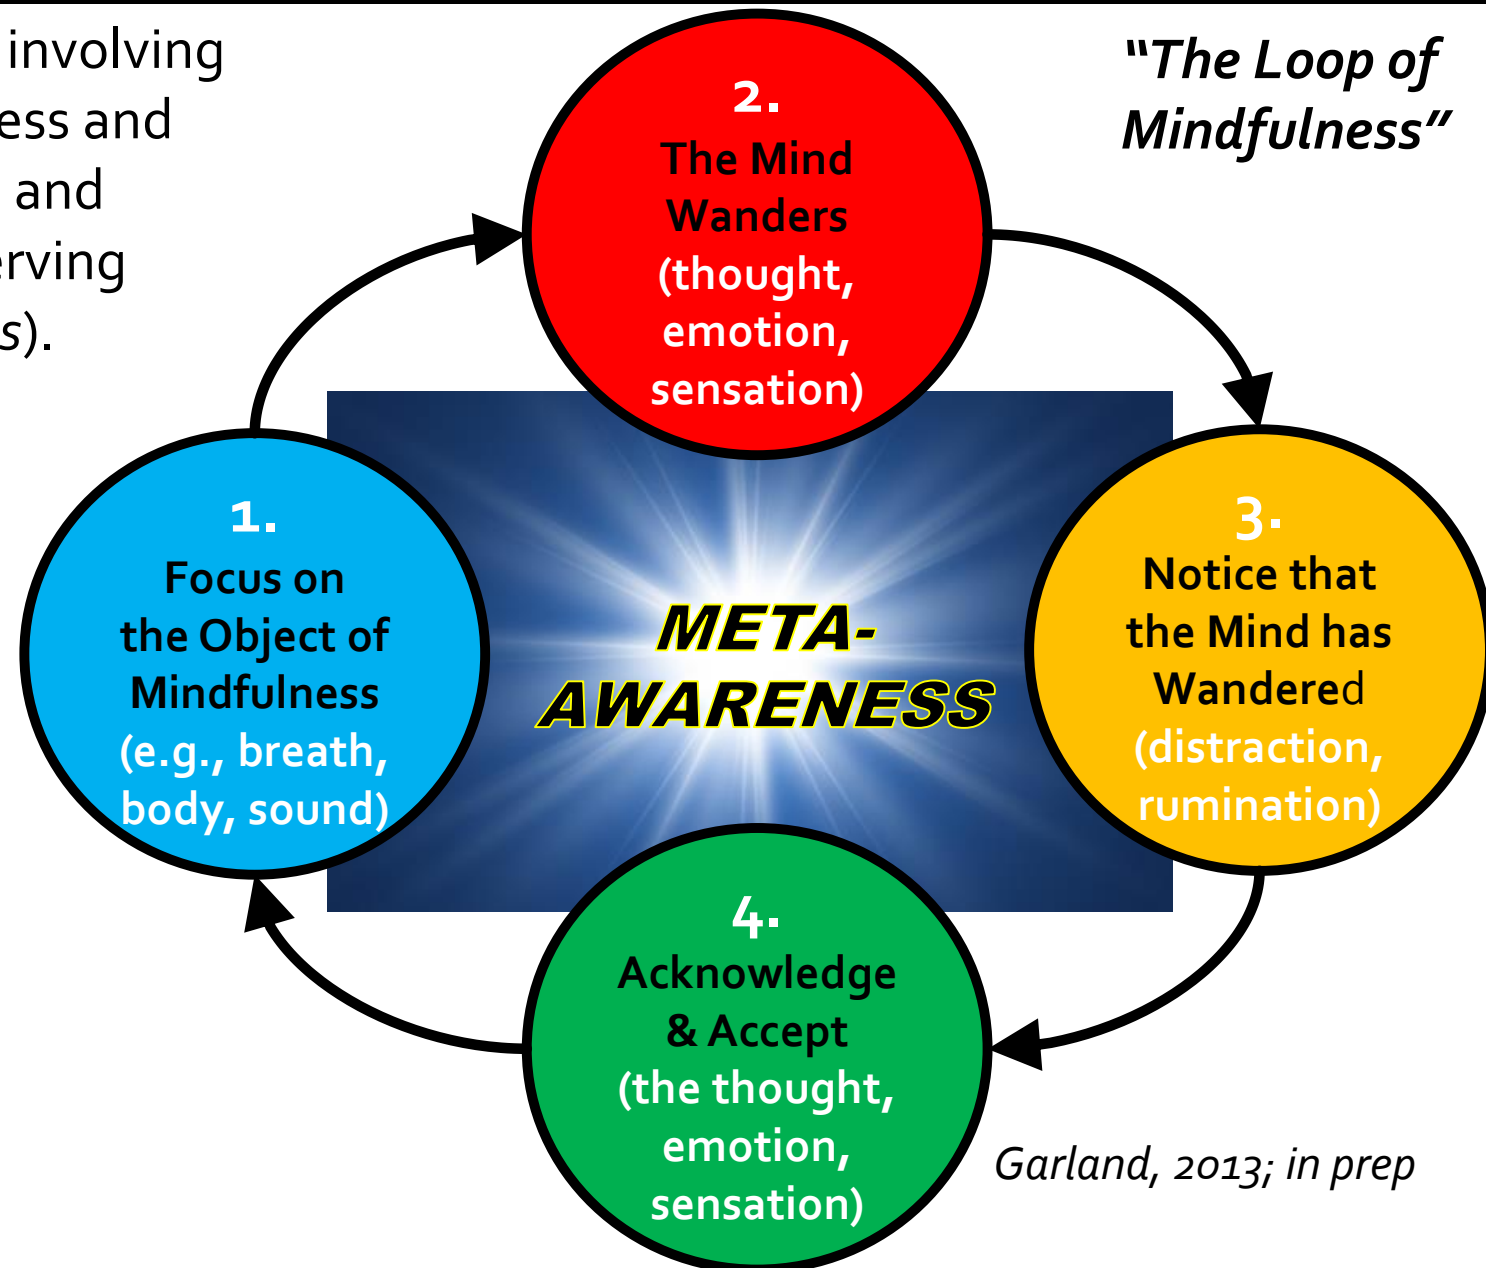 involving
ess and
and
erving
s).
“The Loop of
Mindfulness”
2.
The Mind
Wanders
(thought,
emotion,
sensation)
1.
Focus on
the Object of
Mindfulness
(e.g., breath,
body, sound)
META-
AWARENESS
3.
Notice that
the Mind has
Wandered
(distraction,
rumination)
4.
Acknowledge
& Accept
(the thought,
emotion,
sensation)
Garland, 2013; in prep